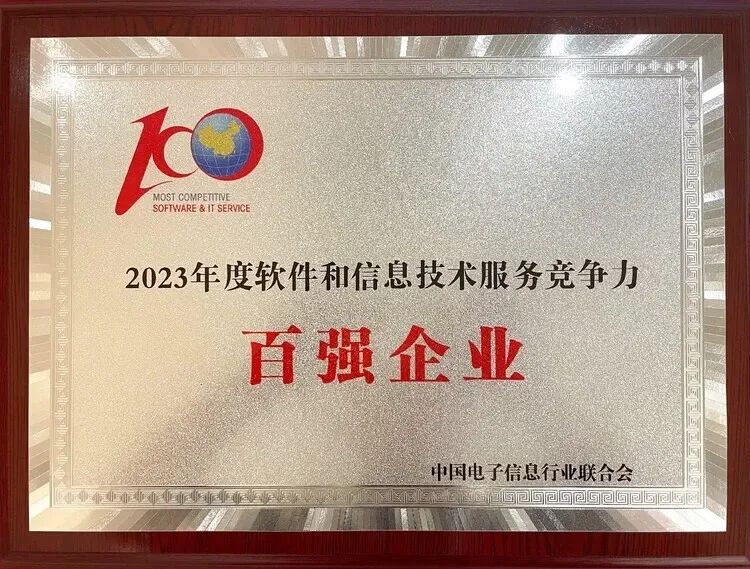 100
MOST COMPETITIVE
SOFTWARE & IT SERVICE
2023年度软件和信息技术服务竞争力
百强企业
中国电子信息行业联合会